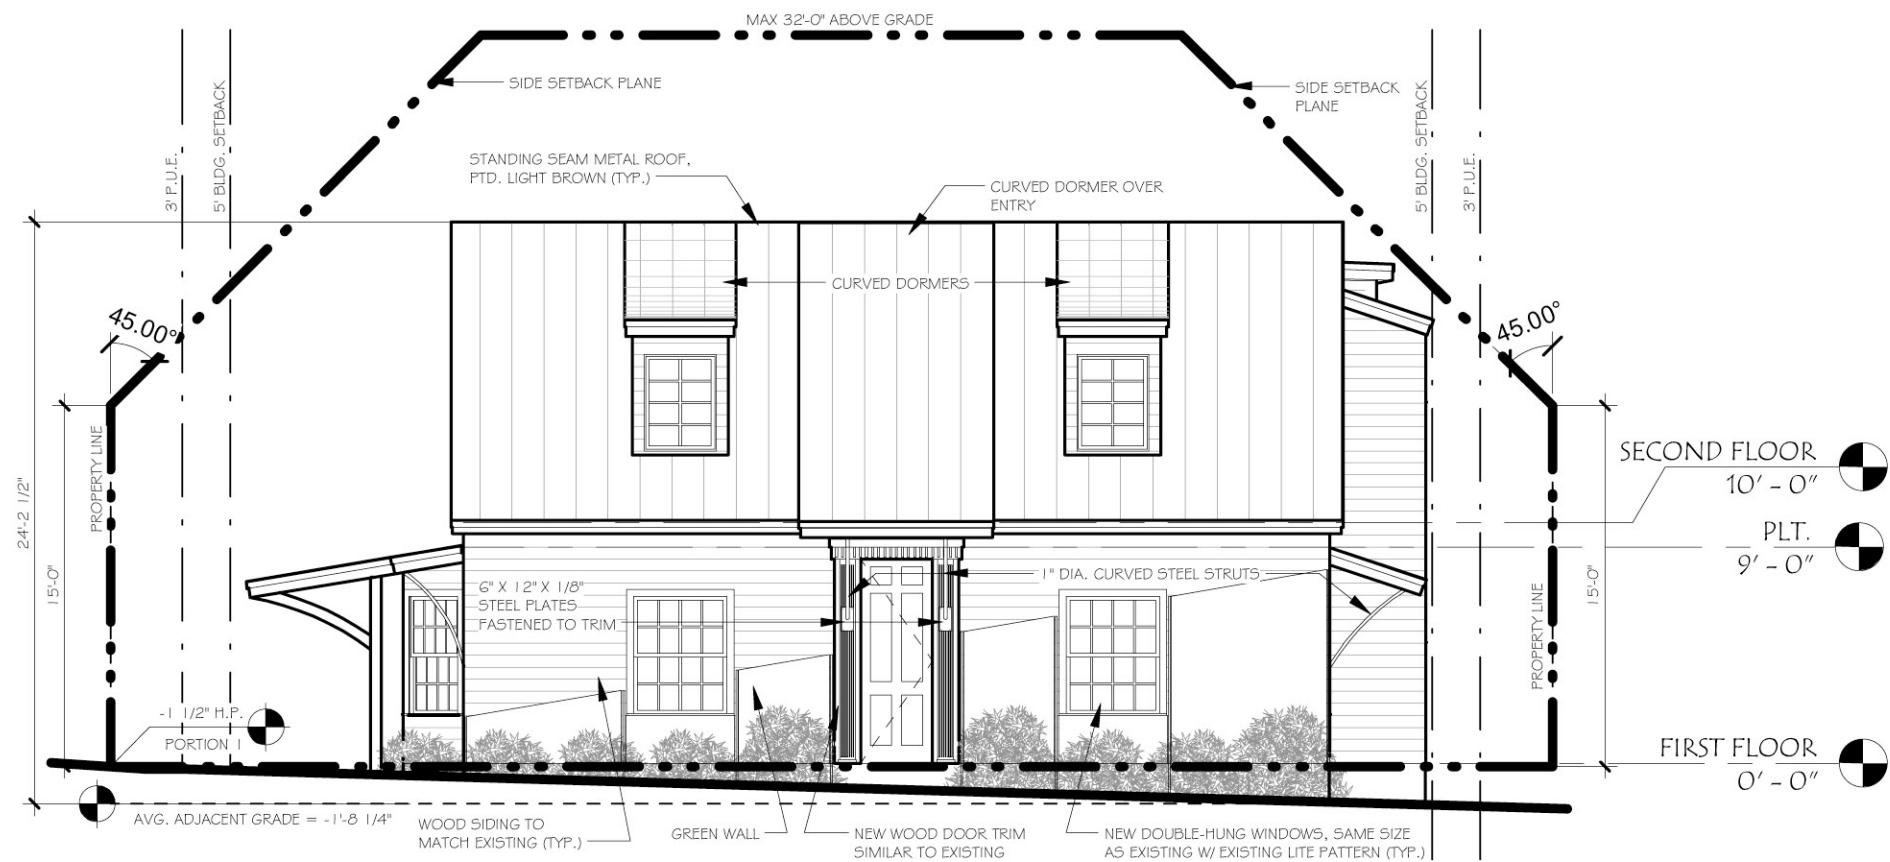 MAX 32'-0" ABOVE GRADE
SIDE SETBACK PLANE
SIDE SETBACK
PLANE
3' P.U.E.
5' BLDG. SETBACK
5' BLDG. SETBACK
3' P.U.E.
STANDING SEAM METAL ROOF,
PTD. LIGHT BROWN (TYP.)
CURVED DORMER OVER
ENTRY
CURVED DORMERS
45.00°
45.00°
24'-2 1/2"
15'-0"
PROPERTY LINE
SECOND FLOOR
10' - 0"
PLT.
9' - 0"
6" X 12" X 1/8"
STEEL PLATES
FASTENED TO TRIM
1" DIA. CURVED STEEL STRUTS
PROPERTY LINE
15'-0"
-1 1/2" H.P.
PORTION 1
FIRST FLOOR
0' - 0"
AVG. ADJACENT GRADE = -1'-8 1/4"
WOOD SIDING TO
MATCH EXISTING (TYP.)
GREEN WALL
NEW WOOD DOOR TRIM
SIMILAR TO EXISTING
NEW DOUBLE-HUNG WINDOWS, SAME SIZE
AS EXISTING W/ EXISTING LITE PATTERN (TYP.)